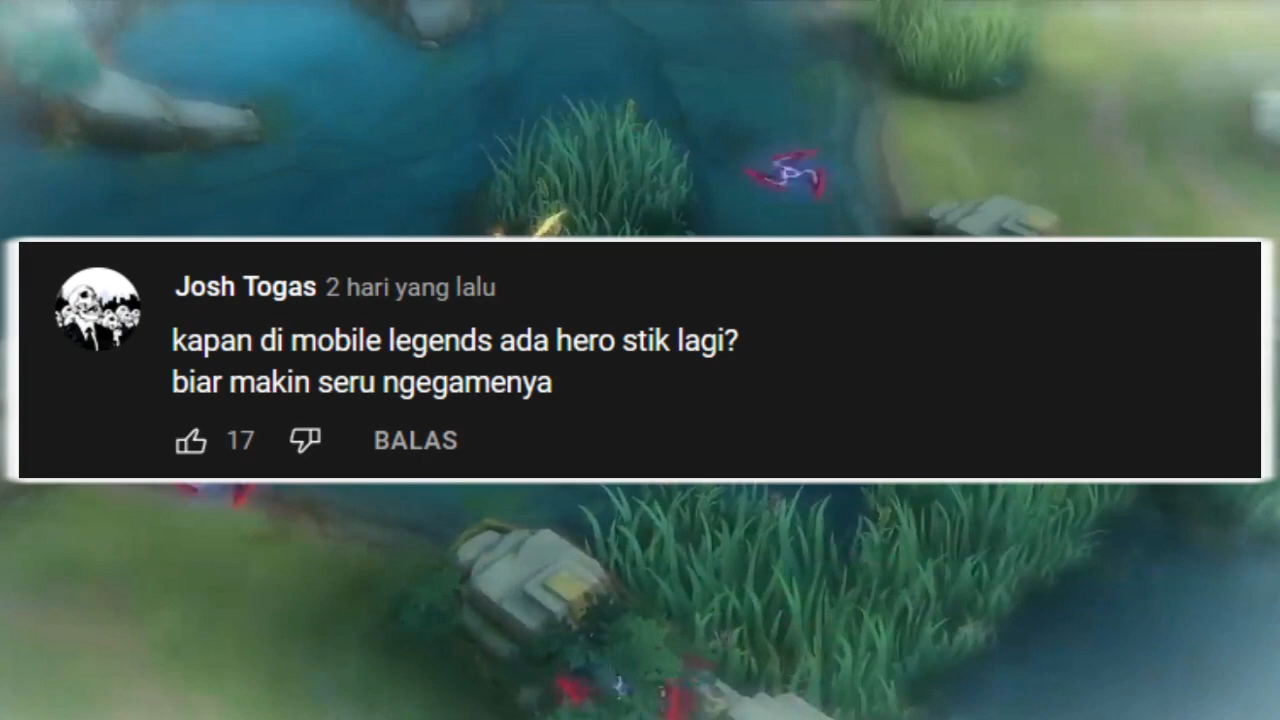 Josh Togas 2 hari yang lalu
kapan di mobile legends ada hero stik lagi?
biar makin seru ngegamenya
17 BALAS